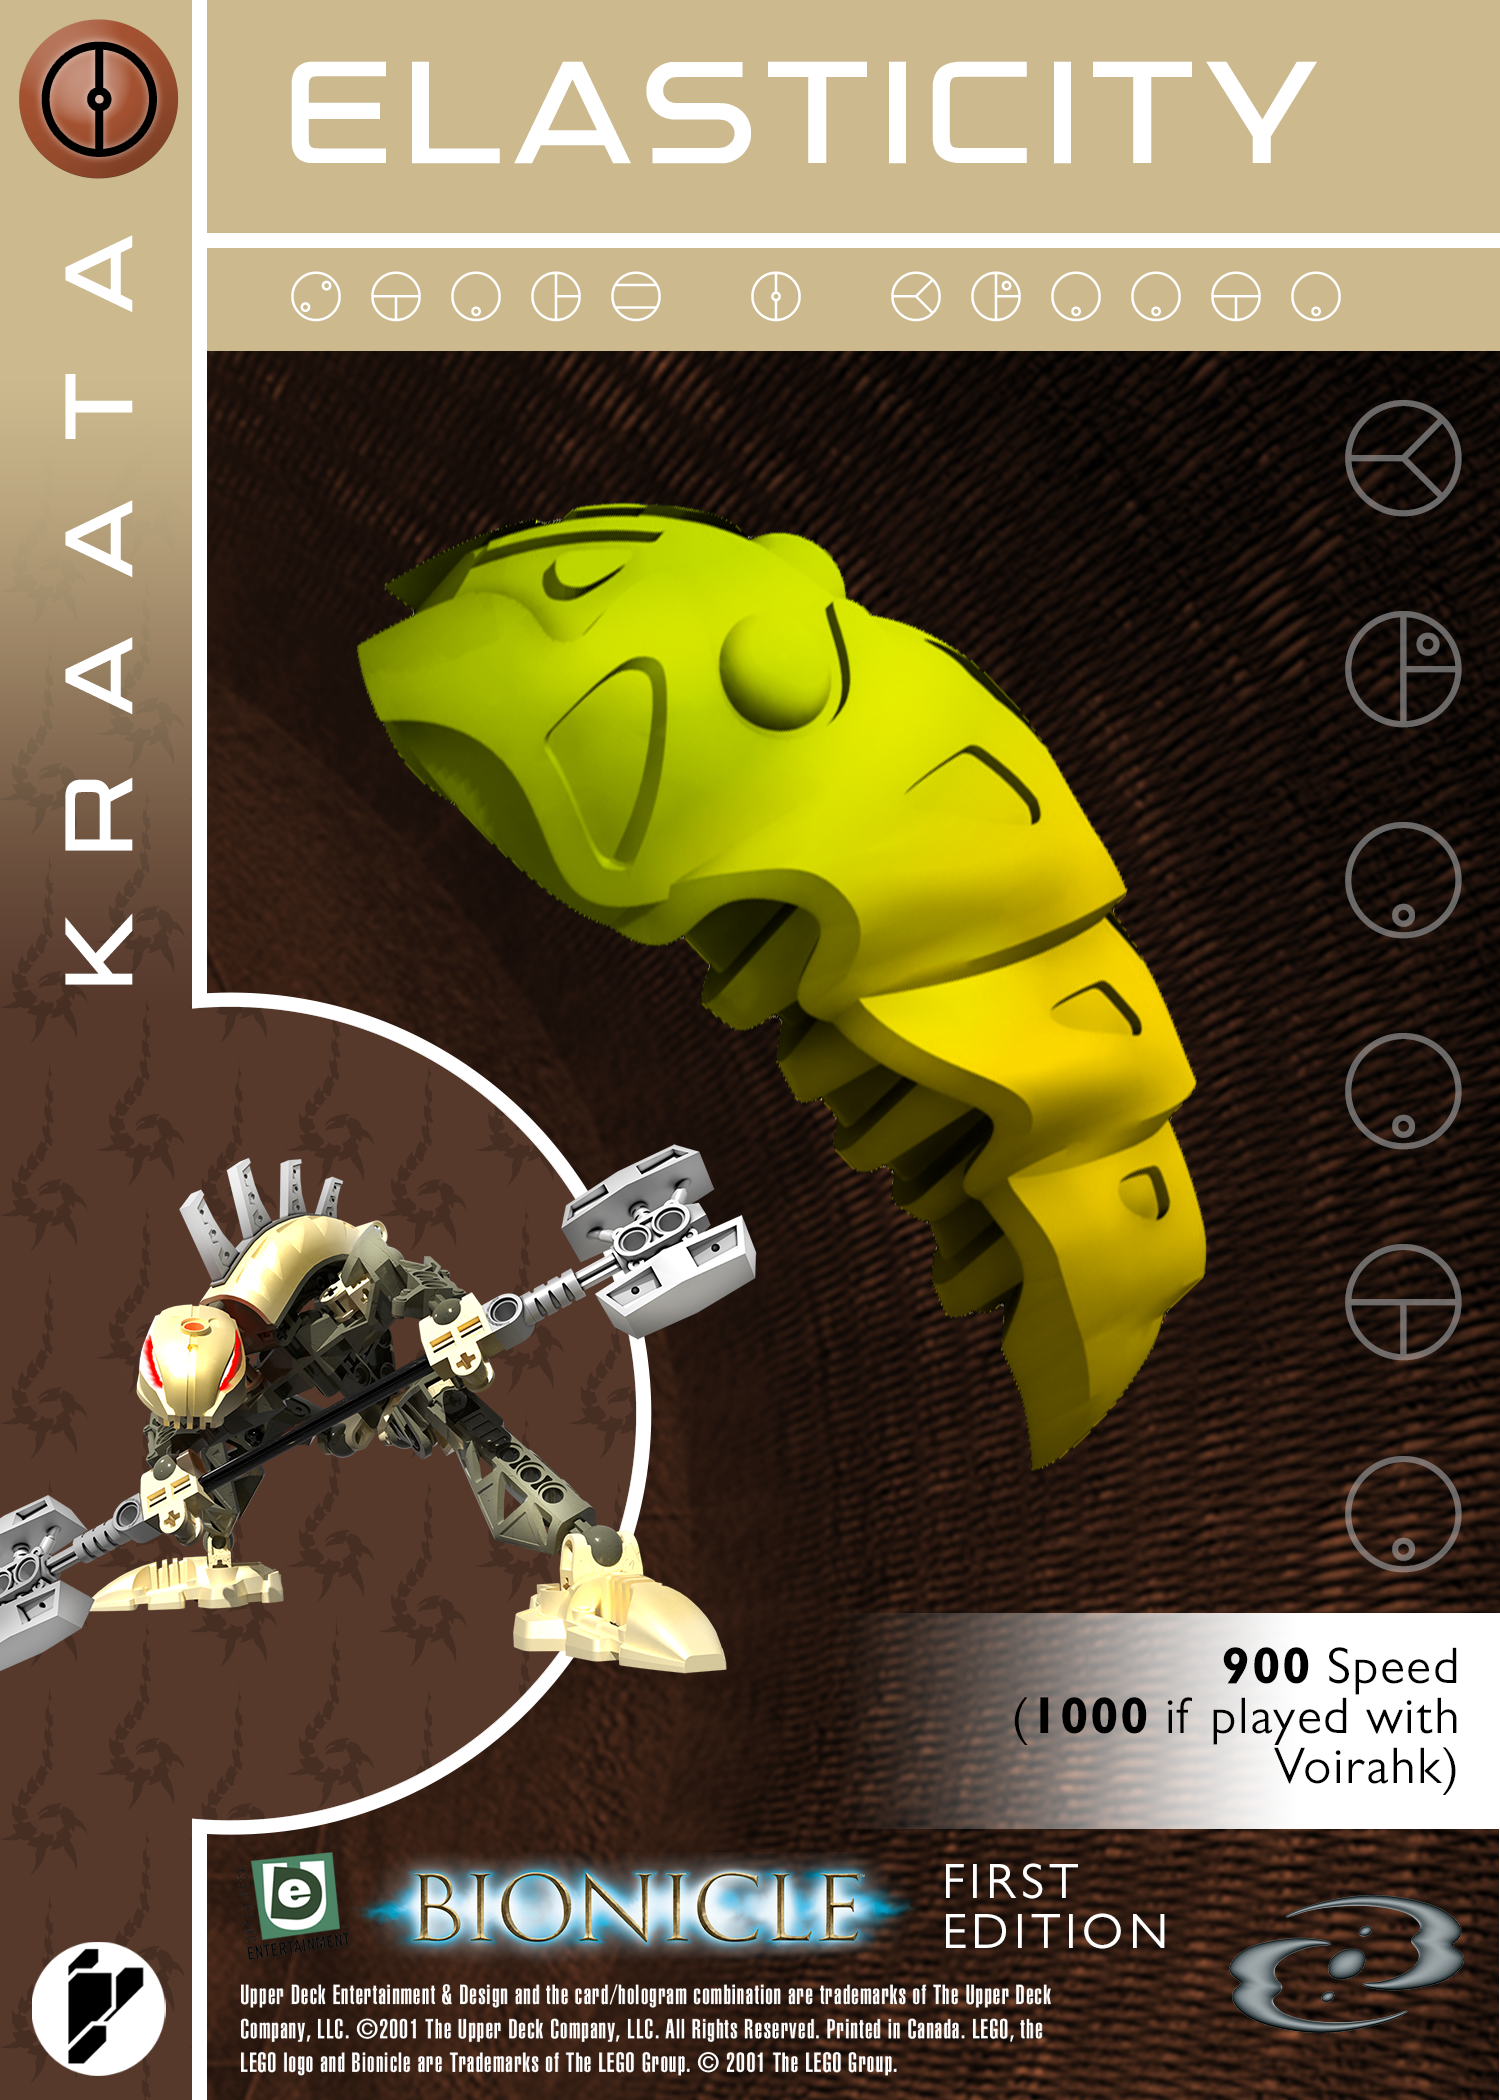 ELASTICITY
KRAATA
900 Speed
(1000 if played with
Voirahk)
e
ENTERTAINMENT
BIONICLE
FIRST
EDITION
Upper Deck Entertainment & Design and the card/hologram combination are trademarks of The Upper Deck
Company, LLC. ©2001 The Upper Deck Company, LLC. All Rights Reserved. Printed in Canada. LEGO, the
LEGO logo and Bionicle are Trademarks of The LEGO Group. © 2001 The LEGO Group.